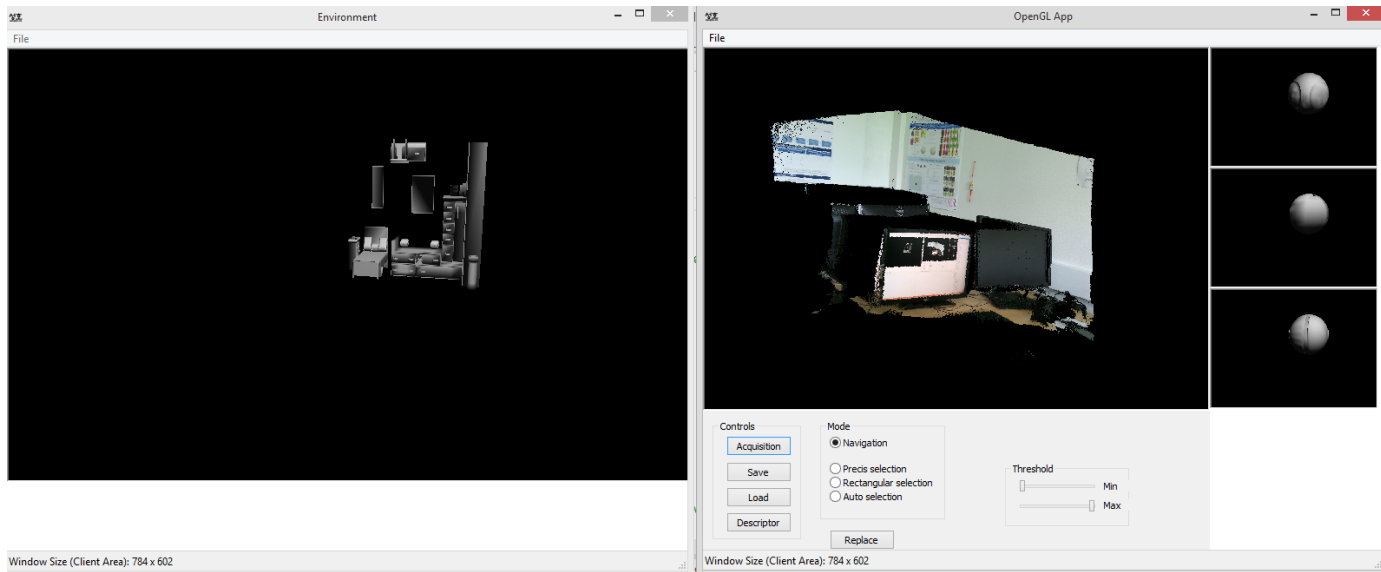 Environment
File
Window Size (Client Area): 784 x 602
OpenGL App
File
Controls
Acquisition
Save
Load
Descriptor
Mode
Navigation
Precis selection
Rectangular selection
Auto selection
Replace
Threshold
Min
Max
Window Size (Client Area): 784 x 602